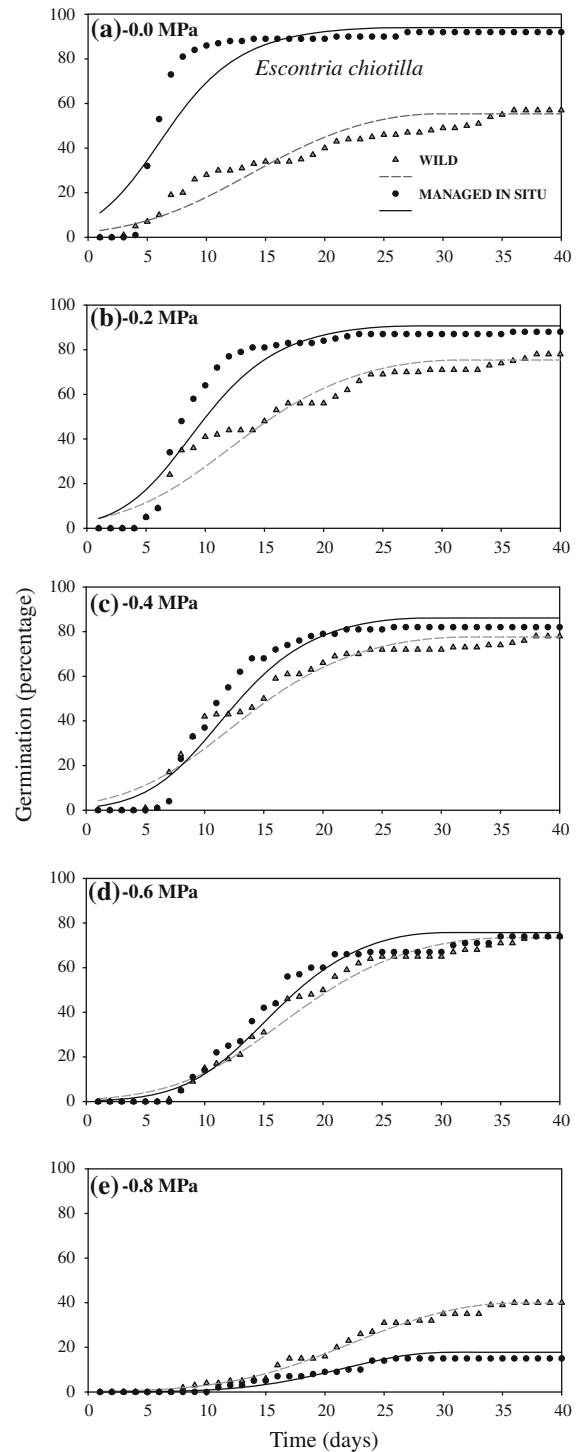 100
(a) -0.0 MPa
Escontria chiotilla
80
60
WILD
40
MANAGED IN SITU
20
0
0 5 10 15 20 25 30 35 40
100
(b) -0.2 MPa
80
60
40
20
0
0 5 10 15 20 25 30 35 40
Germination (percentage)
100
(c) -0.4 MPa
80
60
40
20
0
0 5 10 15 20 25 30 35 40
100
(d) -0.6 MPa
80
60
40
20
0
0 5 10 15 20 25 30 35 40
100
(e) -0.8 MPa
80
60
40
20
0
0 5 10 15 20 25 30 35 40
Time (days)